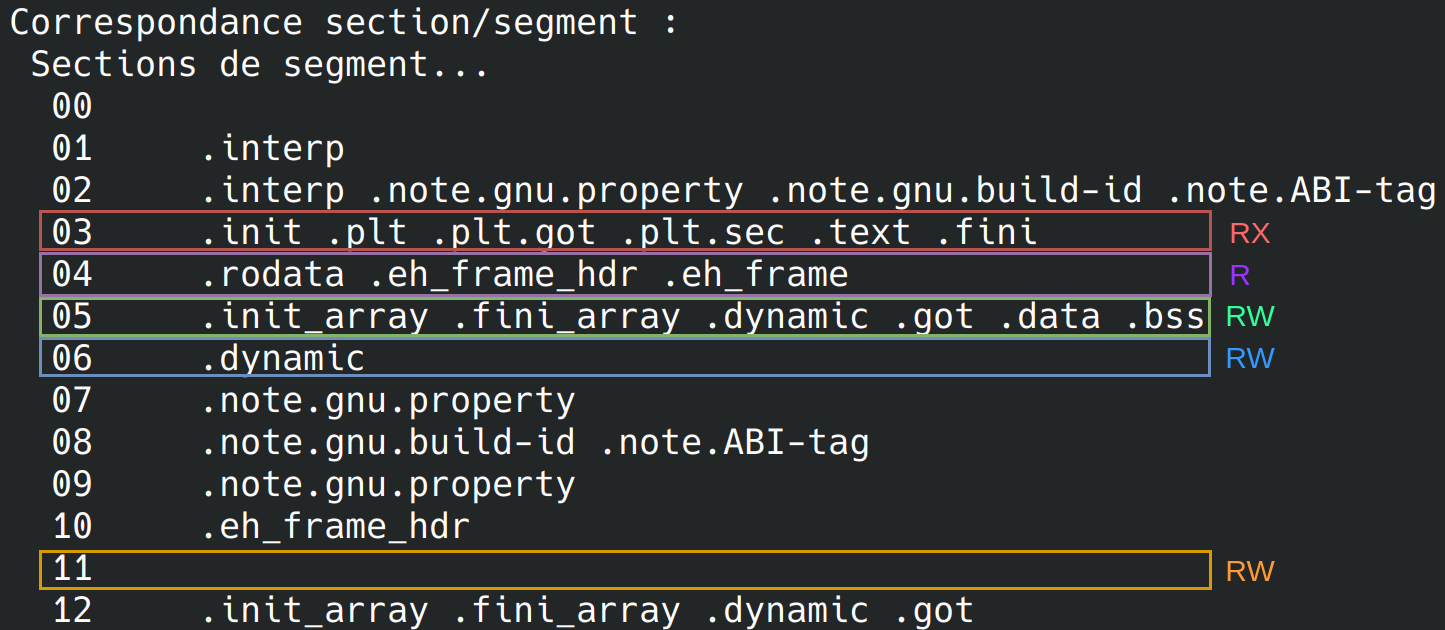 Correspondance section/segment :
Sections de segment...
00
01 .interp
02 .interp .note.gnu.property .note.gnu.build-id .note.ABI-tag
03 .init .plt .plt.got .plt.sec .text .fini RX
04 .rodata .eh_frame_hdr .eh_frame R
05 .init_array .fini_array .dynamic .got .data .bss RW
06 .dynamic RW
07 .note.gnu.property
08 .note.gnu.build-id .note.ABI-tag
09 .note.gnu.property
10 .eh_frame_hdr
11 RW
12 .init_array .fini_array .dynamic .got